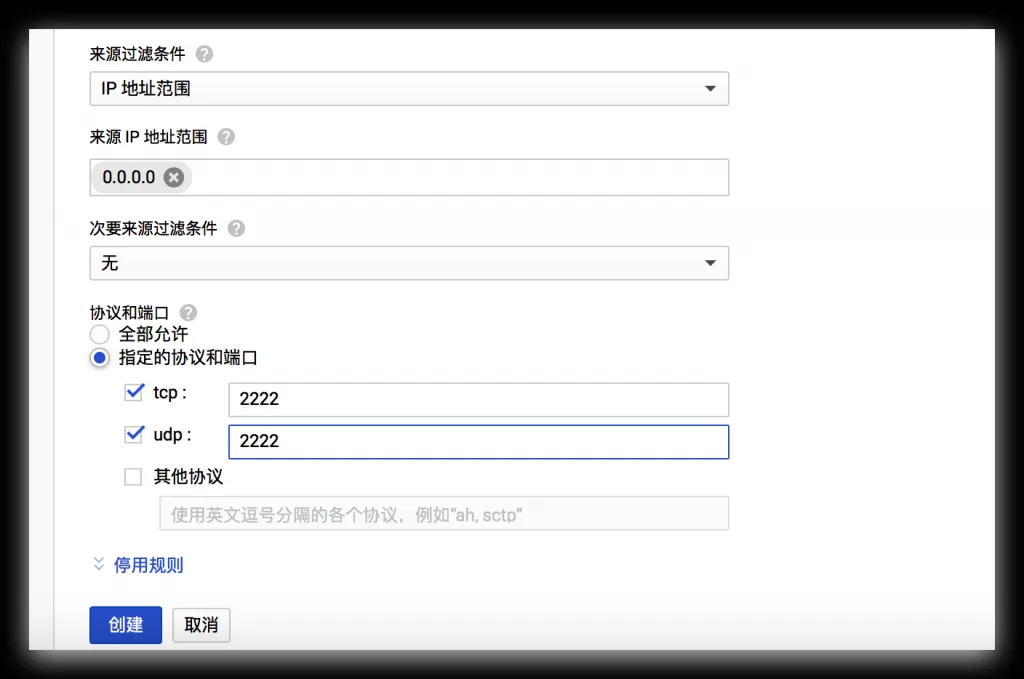 来源过滤条件
IP 地址范围
来源 IP 地址范围
0.0.0.0
次要来源过滤条件
无
协议和端口
全部允许
指定的协议和端口
tcp : 2222
udp : 2222
其他协议
使用英文逗号分隔的各个协议，例如“ah, sctp”
停用规则
创建 取消